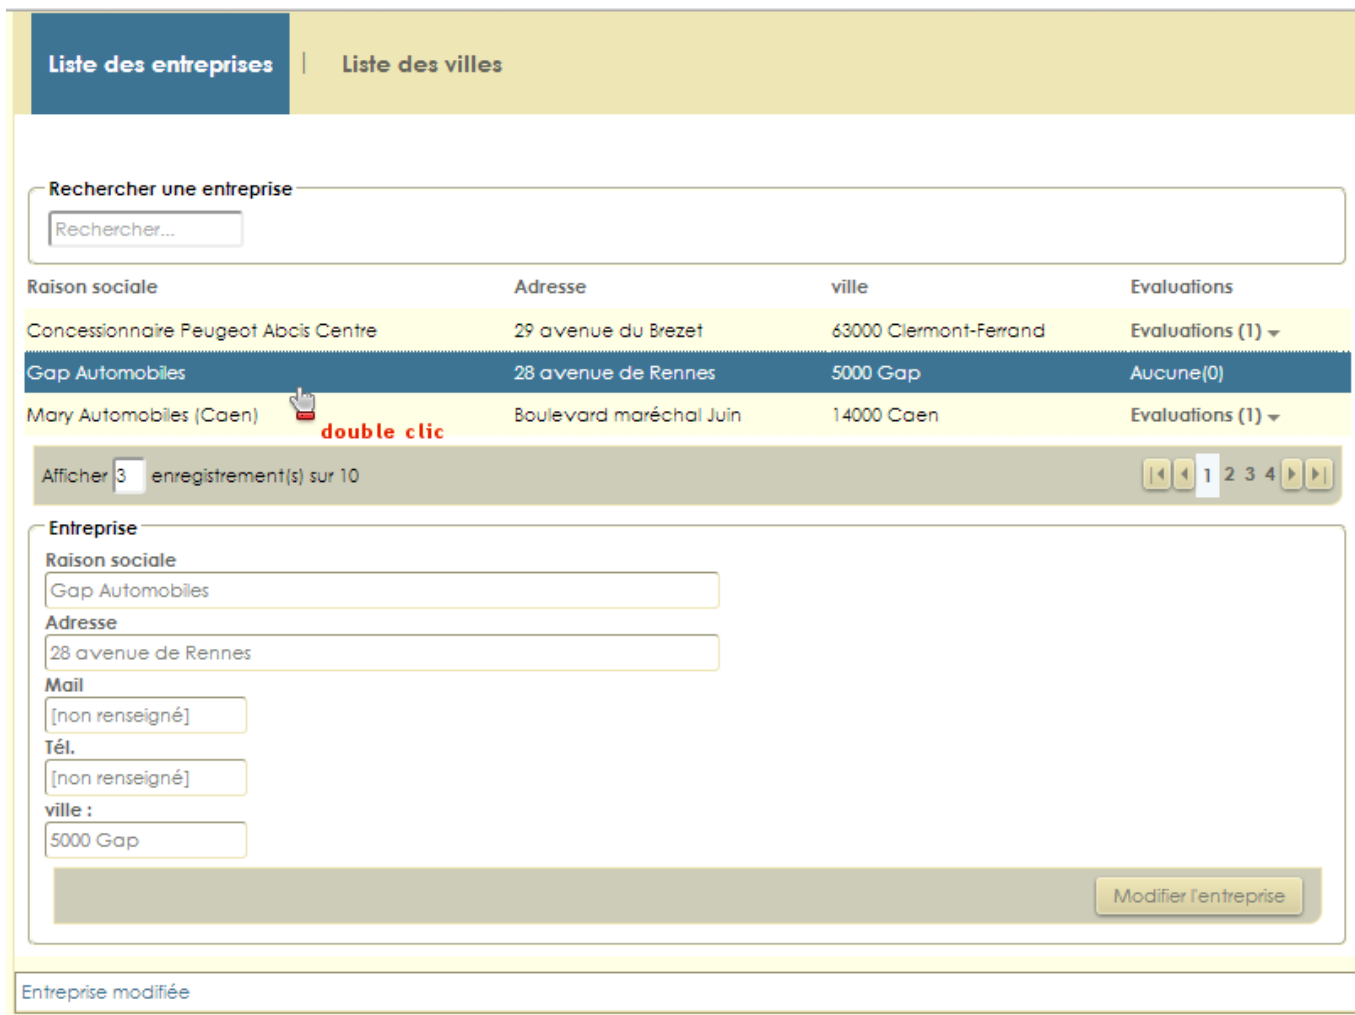 Liste des entreprises | Liste des villes
Rechercher une entreprise
Rechercher...
Raison sociale Adresse ville Evaluations
Concessionnaire Peugeot Abcis Centre 29 avenue du Brezet 63000 Clermont-Ferrand Evaluations (1)
Gap Automobiles 28 avenue de Rennes 5000 Gap Aucune(0)
Mary Automobiles (Caen) Boulevard maréchal Juin 14000 Caen Evaluations (1)
double clic
Afficher 3 enregistrement(s) sur 10 1 2 3 4
Entreprise
Raison sociale
Gap Automobiles
Adresse
28 avenue de Rennes
Mail
[non renseigné]
Tél.
[non renseigné]
ville :
5000 Gap
Modifier l'entreprise
Entreprise modifiée